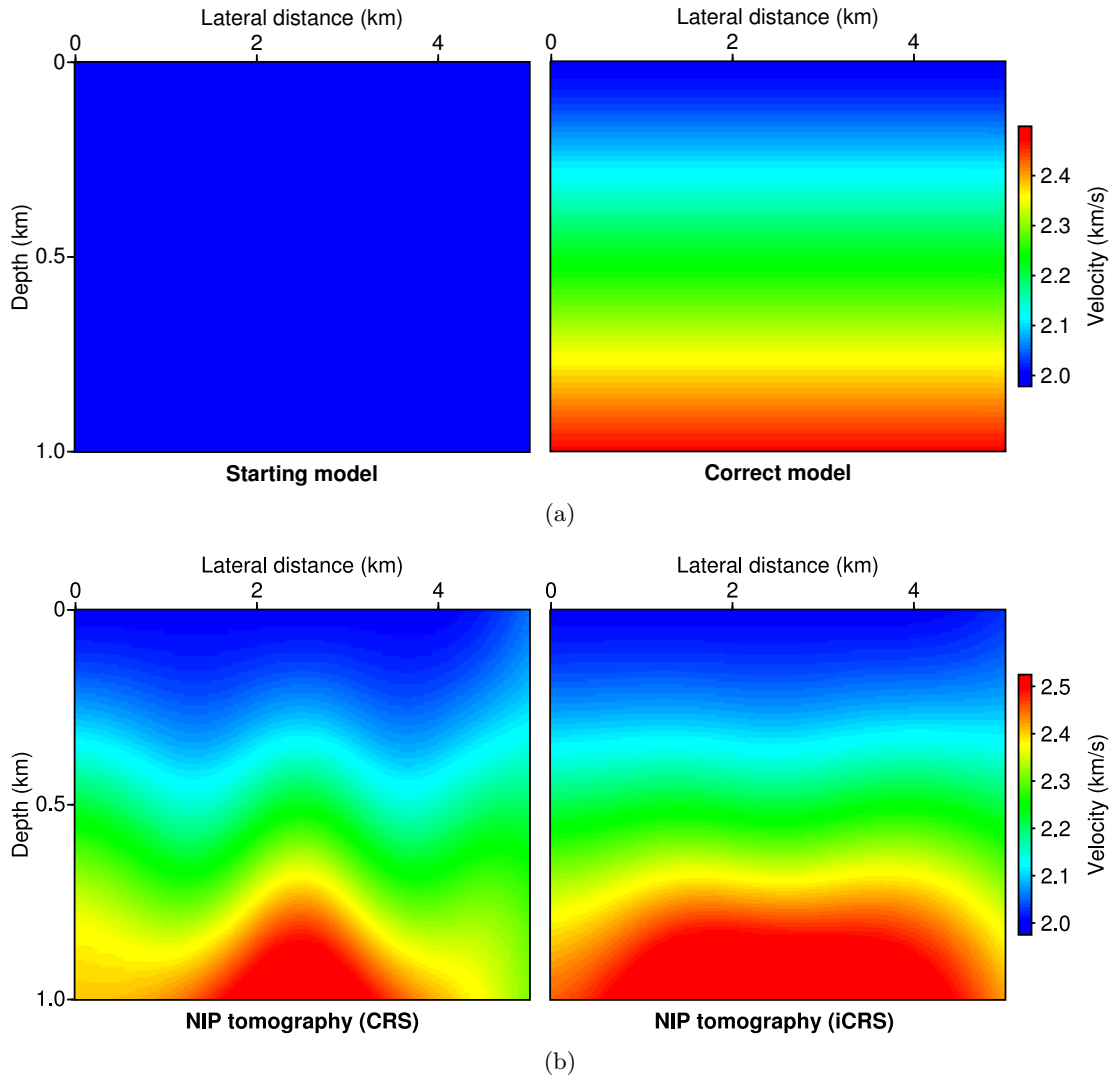 Lateral distance (km)
0 2 4
Lateral distance (km)
0 2 4
Depth (km)
0
0.5
1.0
Velocity (km/s)
2.4
2.3
2.2
2.1
2.0
Starting model
Correct model
(a)
Lateral distance (km)
0 2 4
Lateral distance (km)
0 2 4
Depth (km)
0
0.5
1.0
Velocity (km/s)
2.5
2.4
2.3
2.2
2.1
2.0
NIP tomography (CRS)
NIP tomography (iCRS)
(b)